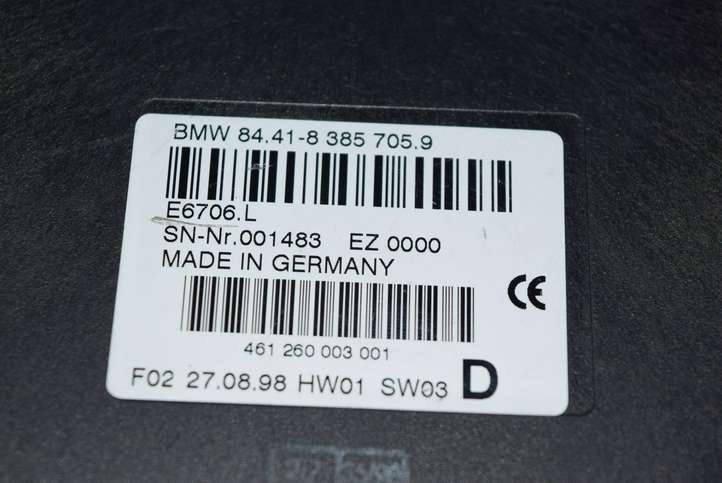 BMW 84.41-8 385 705.9
E6706.L
SN-Nr.001483 EZ 0000
MADE IN GERMANY
CE
461 260 003 001
F02 27.08.98 HW01 SW03 D